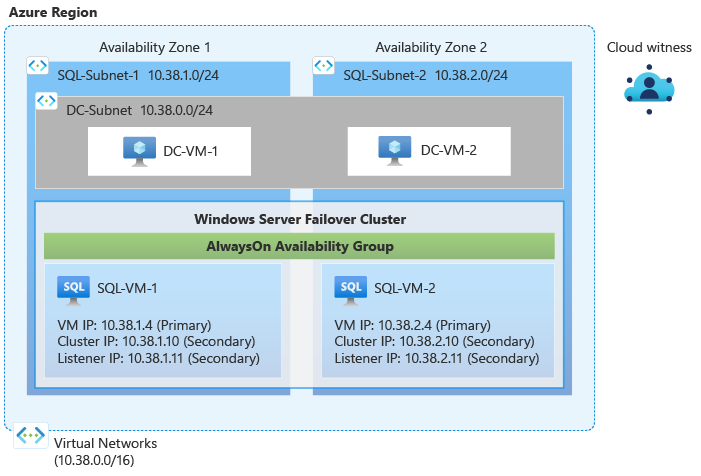 Azure Region
Availability Zone 1
Availability Zone 2
Cloud witness
SQL-Subnet-1 10.38.1.0/24
SQL-Subnet-2 10.38.2.0/24
DC-Subnet 10.38.0.0/24
DC-VM-1
DC-VM-2
Windows Server Failover Cluster
AlwaysOn Availability Group
SQL SQL-VM-1
VM IP: 10.38.1.4 (Primary)
Cluster IP: 10.38.1.10 (Secondary)
Listener IP: 10.38.1.11 (Secondary)
SQL SQL-VM-2
VM IP: 10.38.2.4 (Primary)
Cluster IP: 10.38.2.10 (Secondary)
Listener IP: 10.38.2.11 (Secondary)
Virtual Networks
(10.38.0.0/16)